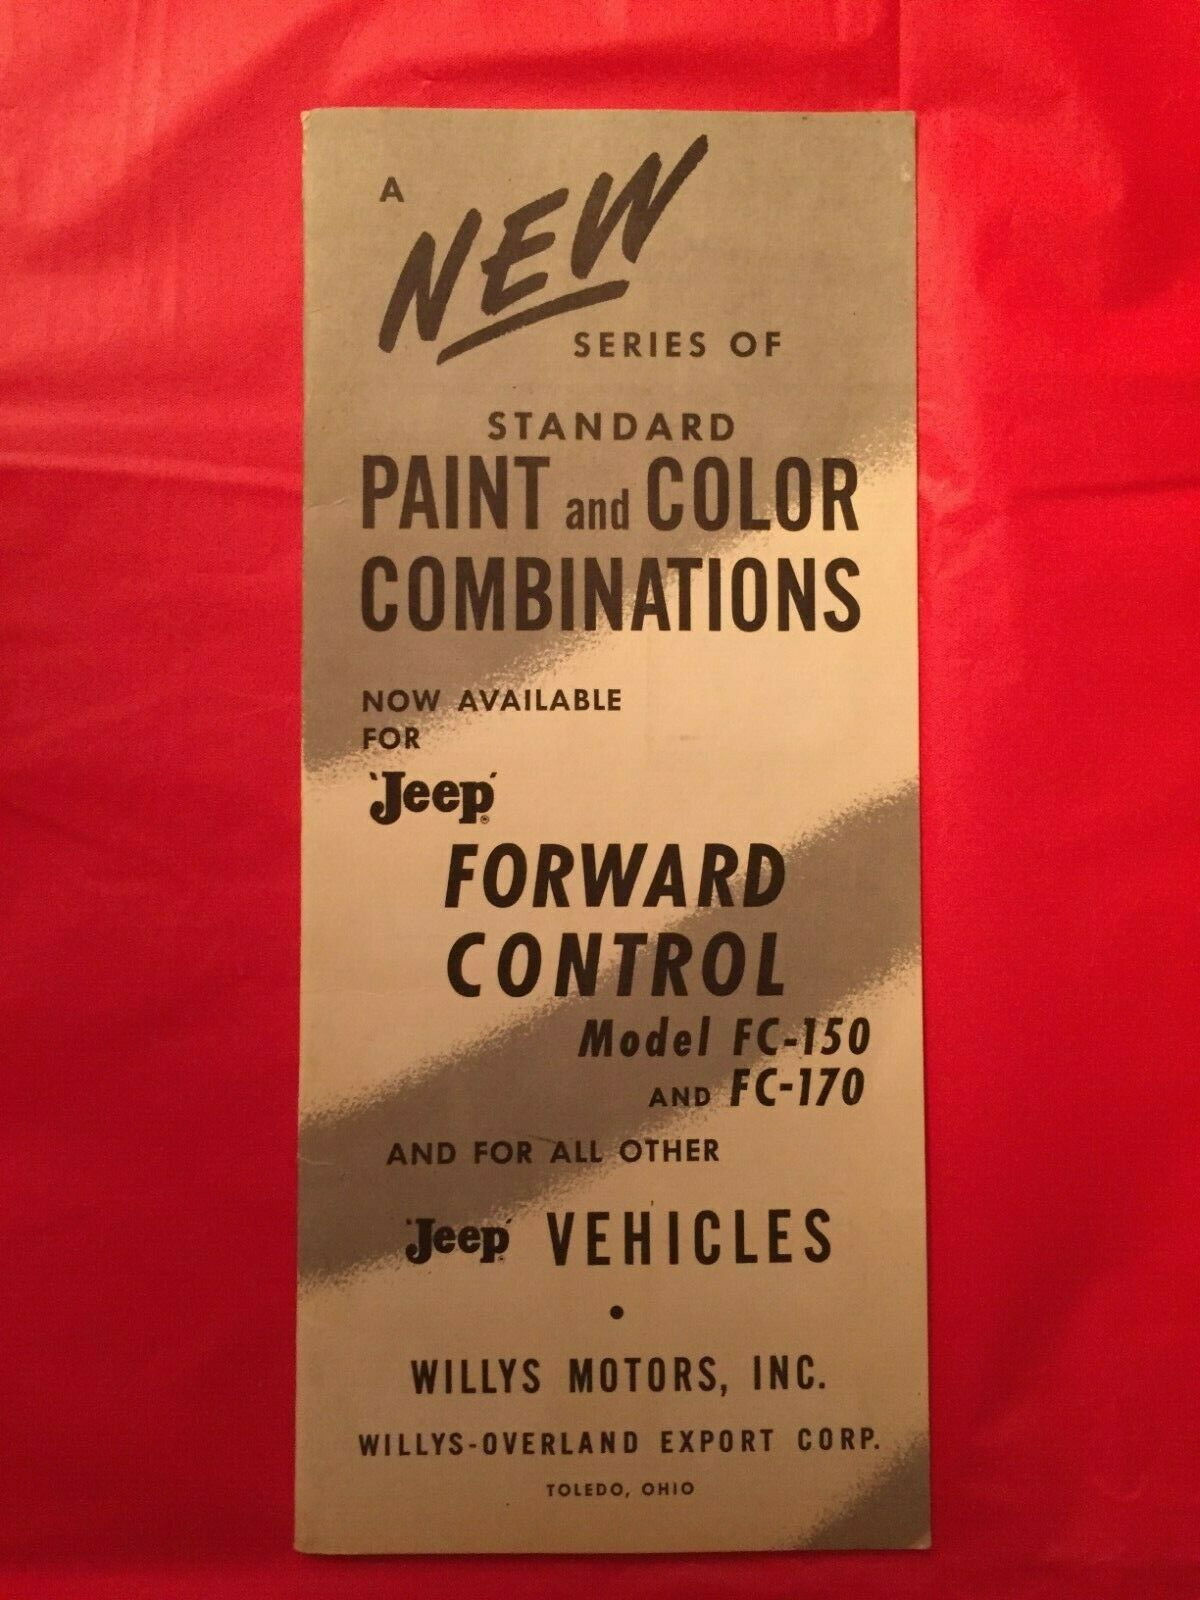 A
NEW
SERIES OF
STANDARD
PAINT and COLOR
COMBINATIONS
NOW AVAILABLE
FOR
'Jeep'®
FORWARD
CONTROL
Model FC-150
AND FC-170
AND FOR ALL OTHER
'Jeep' VEHICLES
•
WILLYS MOTORS, INC.
WILLYS-OVERLAND EXPORT CORP.
TOLEDO, OHIO